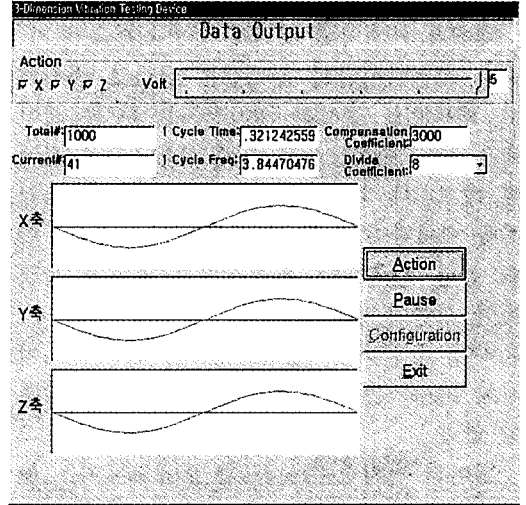 3-Dimension Vibration Testing Device
Data Output
Action
X Y Z Volt 5
Total#: 1000 1 Cycle Time: .321242559 Compensation Coefficient: 3000
Current#: 41 1 Cycle Freq: 3.84470476 Divide Coefficient: 8
X축
Action
Pause
Y축
Configuration
Exit
Z축